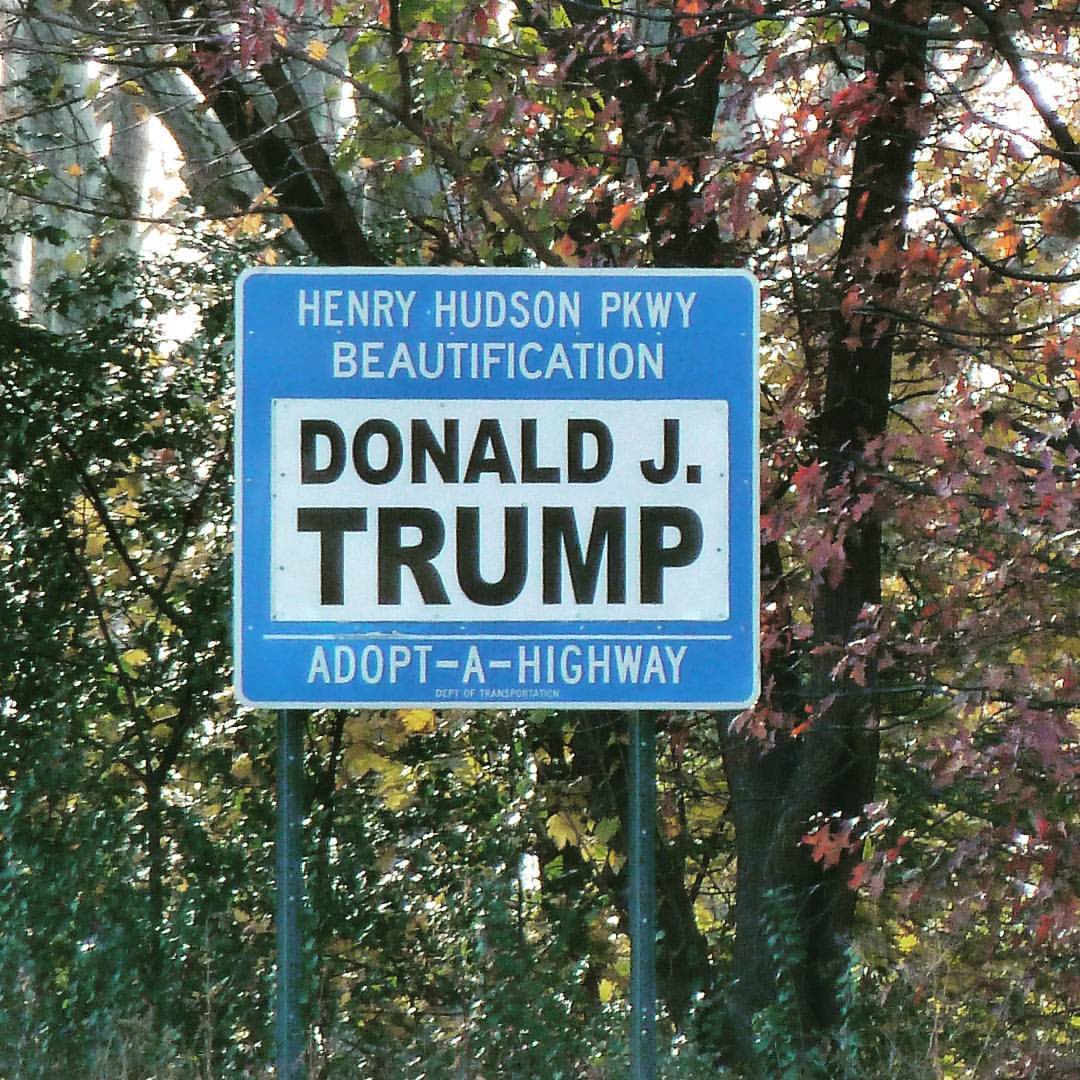 HENRY HUDSON PKWY
BEAUTIFICATION
DONALD J.
TRUMP
ADOPT-A-HIGHWAY
DEPT OF TRANSPORTATION